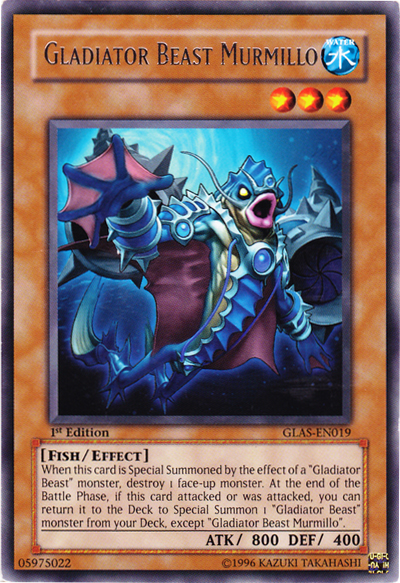 GLADIATOR BEAST MURMILLO
WATER
水
1st Edition
GLAS-EN019
[FISH/EFFECT]
When this card is Special Summoned by the effect of a "Gladiator
Beast" monster, destroy 1 face-up monster. At the end of the
Battle Phase, if this card attacked or was attacked, you can
return it to the Deck to Special Summon 1 "Gladiator Beast"
monster from your Deck, except "Gladiator Beast Murmillo".
ATK/ 800 DEF/ 400
05975022
©1996 KAZUKI TAKAHASHI